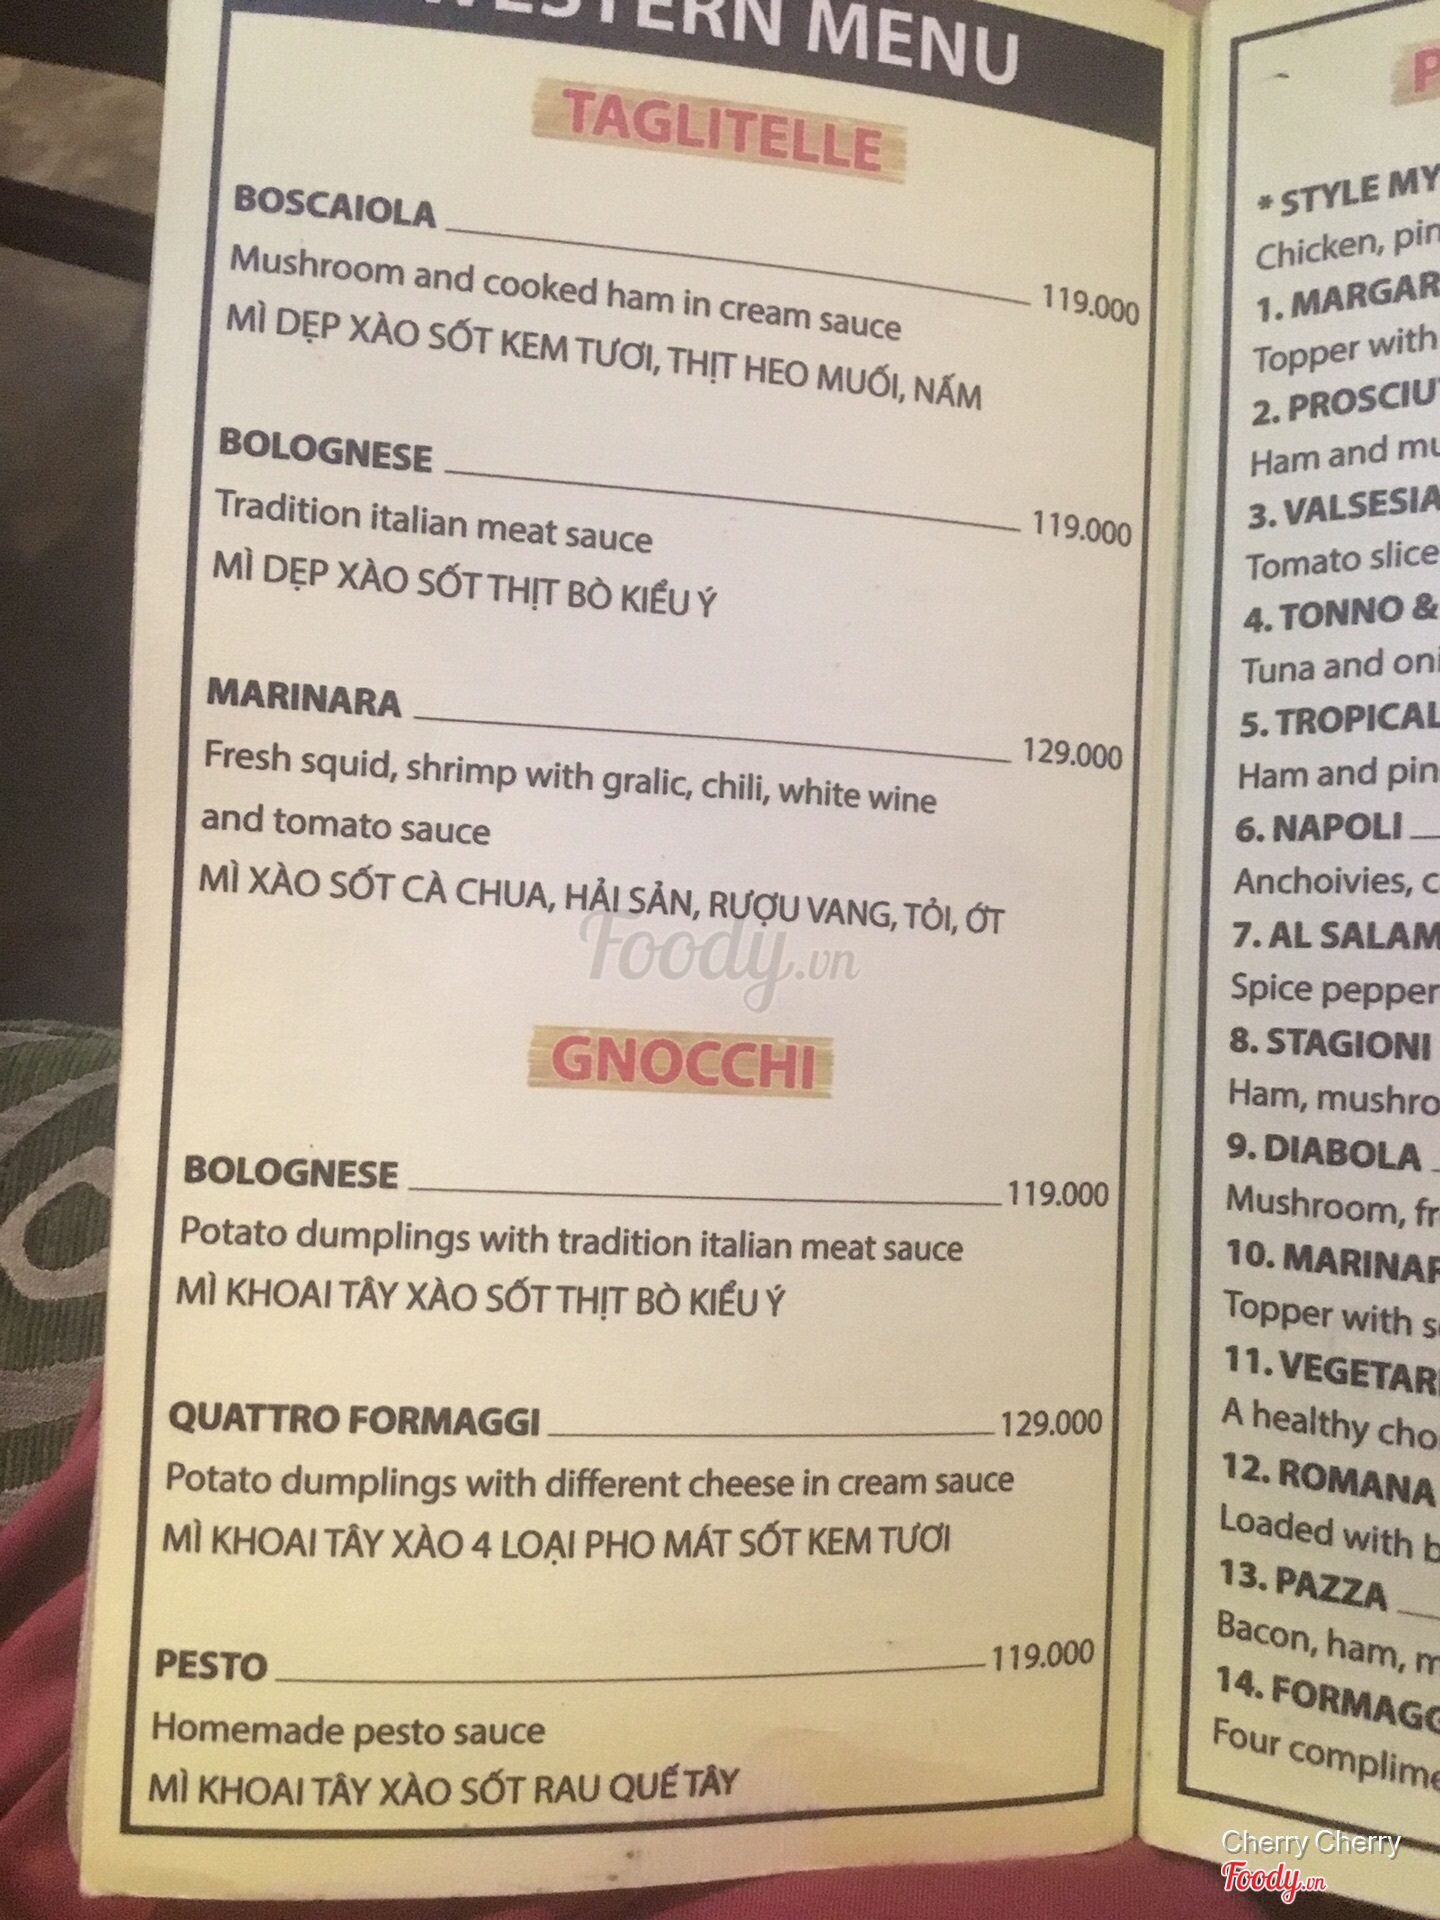 WESTERN MENU
TAGLITELLE
BOSCAIOLA 119.000
Mushroom and cooked ham in cream sauce
MÌ DẸP XÀO SỐT KEM TƯƠI, THỊT HEO MUỐI, NẤM
BOLOGNESE 119.000
Tradition italian meat sauce
MÌ DẸP XÀO SỐT THỊT BÒ KIỂU Ý
MARINARA 129.000
Fresh squid, shrimp with gralic, chili, white wine
and tomato sauce
MÌ XÀO SỐT CÀ CHUA, HẢI SẢN, RƯỢU VANG, TỎI, ỚT
Foody.vn
GNOCCHI
BOLOGNESE 119.000
Potato dumplings with tradition italian meat sauce
MÌ KHOAI TÂY XÀO SỐT THỊT BÒ KIỂU Ý
QUATTRO FORMAGGI 129.000
Potato dumplings with different cheese in cream sauce
MÌ KHOAI TÂY XÀO 4 LOẠI PHO MÁT SỐT KEM TƯƠI
PESTO 119.000
Homemade pesto sauce
MÌ KHOAI TÂY XÀO SỐT RAU QUẾ TÂY
* STYLE MY
Chicken,
1.
Topper with
2.
Ham and
3. VALSESIA
Tomato
4. TONNO &
Tuna and
5. TROPICAL
Ham and
6. NAPOLI
Anchoivies,
7. AL
Spice
8. STAGIONI
Ham,
9. DIABOLA
Mushroom,
10.
Topper with
11.
A healthy
12. ROMANA
Loaded with
13. PAZZA
Bacon, ham,
14.
Four
Cherry Cherry
Foody.vn